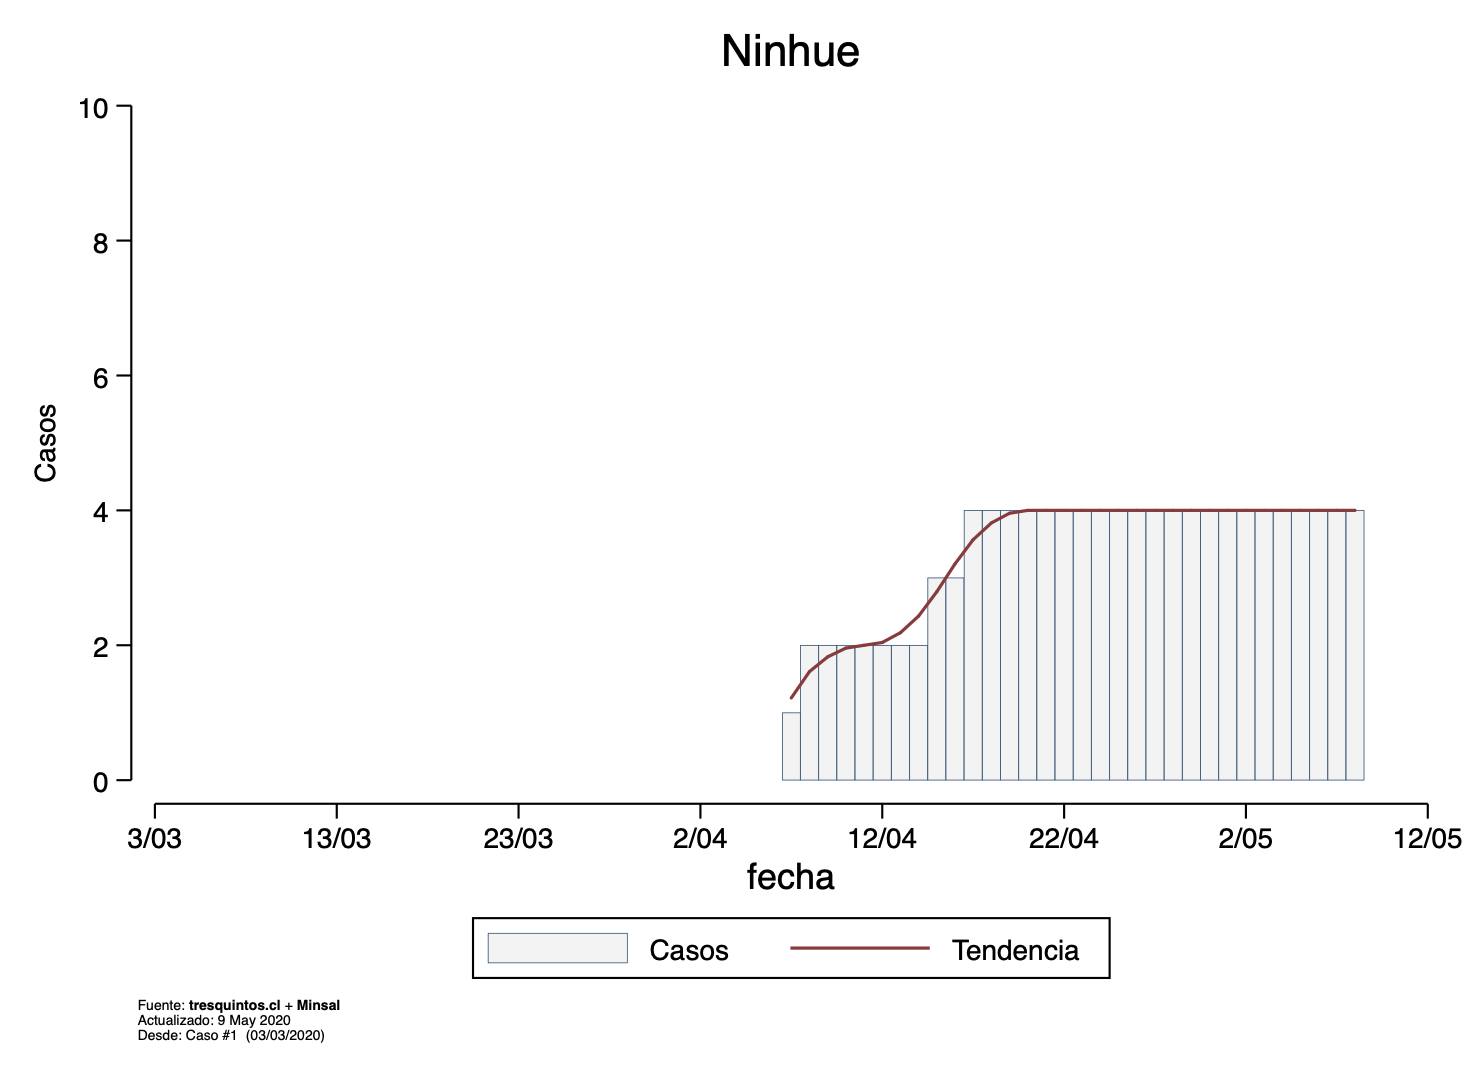 Ninhue
10
8
6
4
2
0
Casos
3/03 13/03 23/03 2/04 12/04 22/04 2/05 12/05
fecha
Casos Tendencia
Fuente: tresquintos.cl + Minsal
Actualizado: 9 May 2020
Desde: Caso #1 (03/03/2020)